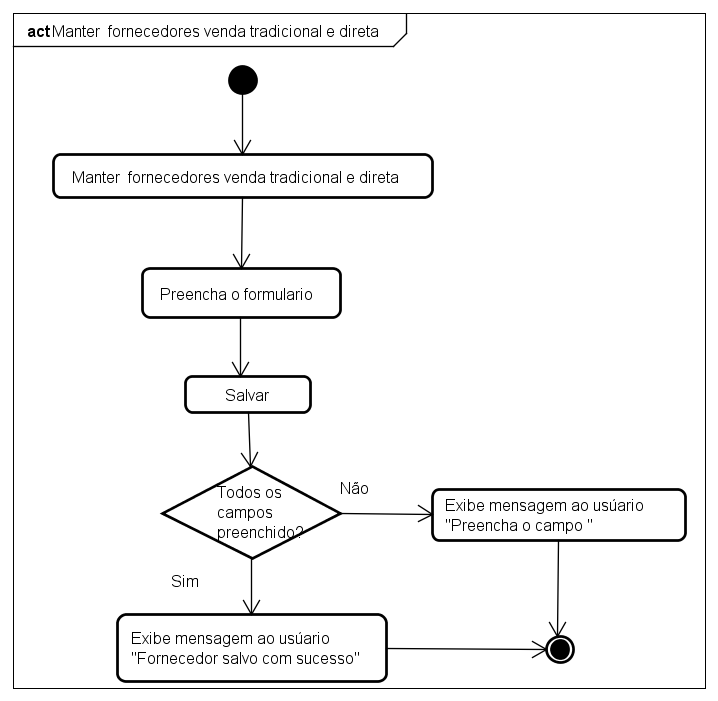 act Manter fornecedores venda tradicional e direta
Manter fornecedores venda tradicional e direta
Preencha o formulario
Salvar
Todos os
campos
preenchido?
Não
Exibe mensagem ao usúario
"Preencha o campo "
Sim
Exibe mensagem ao usúario
"Fornecedor salvo com sucesso"